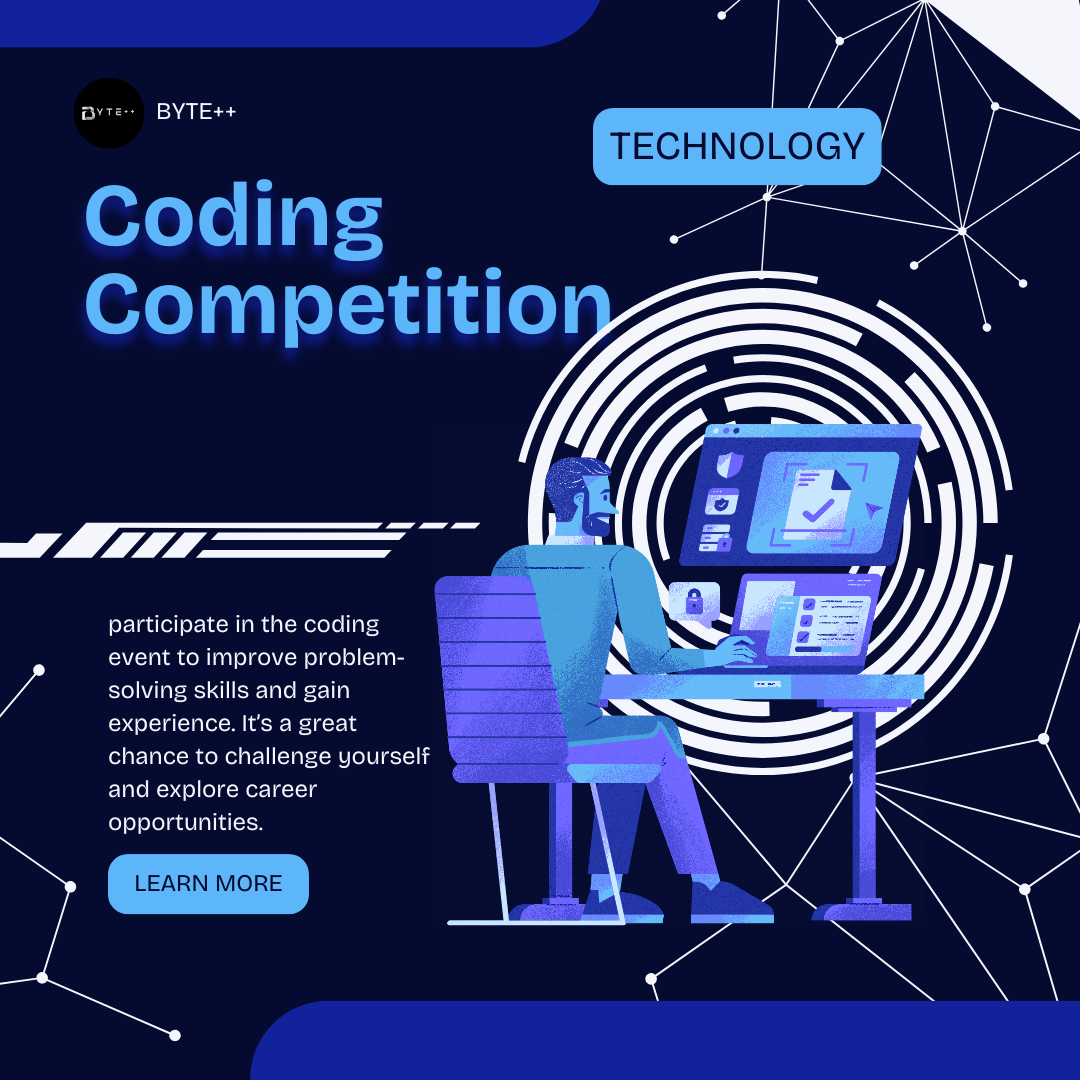 BYTE++
BYTE++
TECHNOLOGY
Coding
Competition
participate in the coding
event to improve problem-
solving skills and gain
experience. It's a great
chance to challenge yourself
and explore career
opportunities.
LEARN MORE